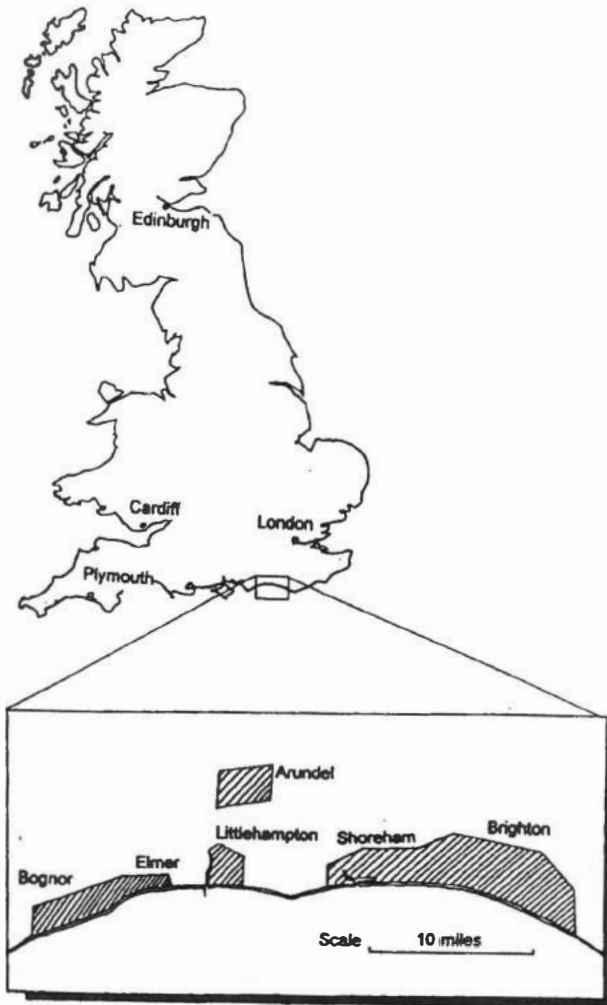 Edinburgh
Cardiff
London
Plymouth
Arundel
Littlehampton
Shoreham
Brighton
Elmer
Bognor
Scale 10 miles